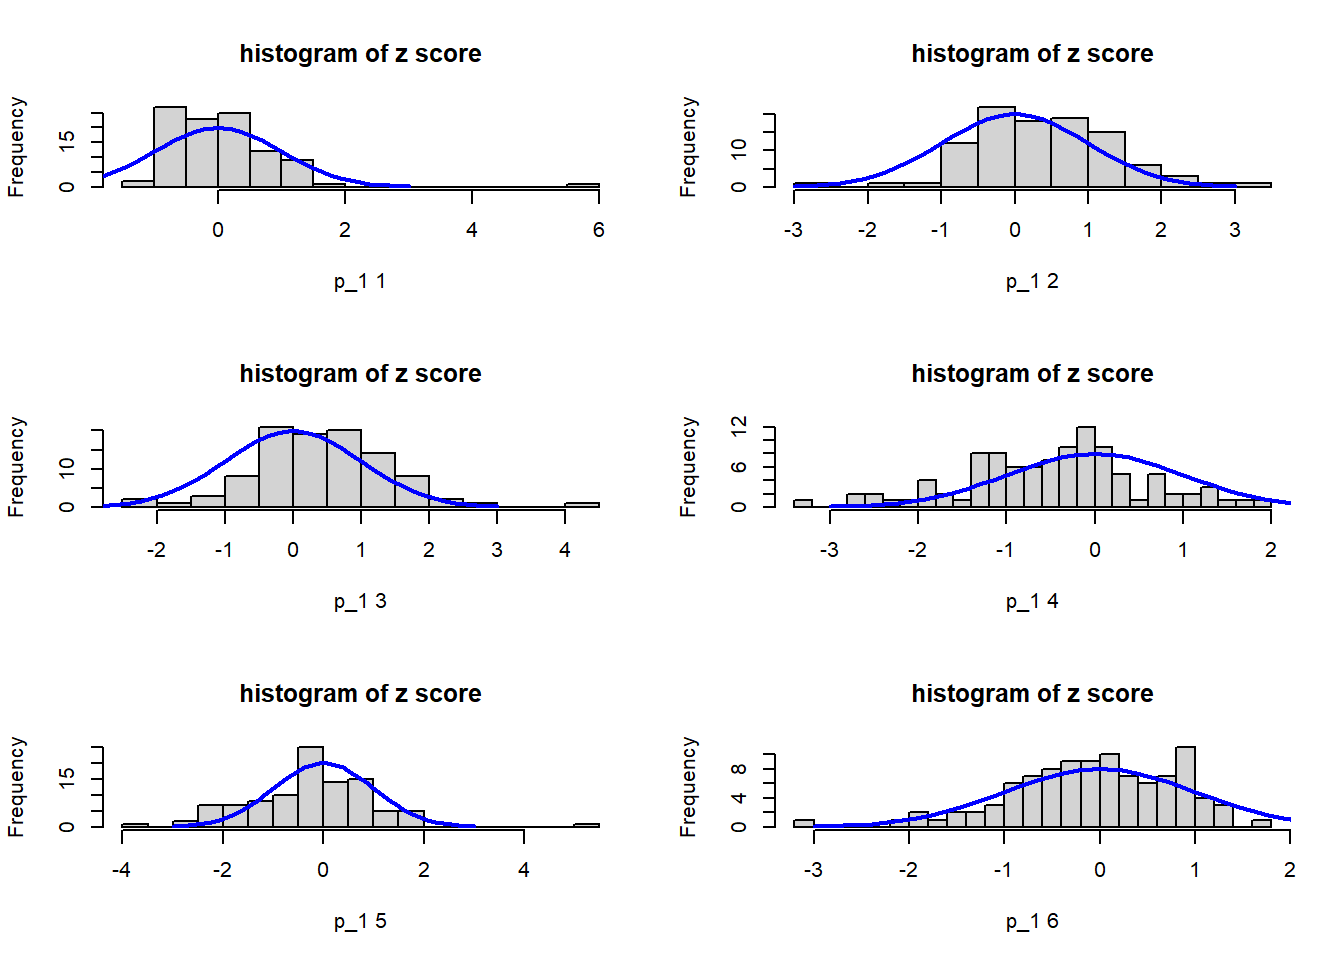 histogram of z score
Frequency
0 15
0 2 4 6
p_1 1
histogram of z score
Frequency
0 10
-3 -2 -1 0 1 2 3
p_1 2
histogram of z score
Frequency
0 10
-2 -1 0 1 2 3 4
p_1 3
histogram of z score
Frequency
0 6 12
-3 -2 -1 0 1 2
p_1 4
histogram of z score
Frequency
0 15
-4 -2 0 2 4
p_1 5
histogram of z score
Frequency
0 4 8
-3 -2 -1 0 1 2
p_1 6